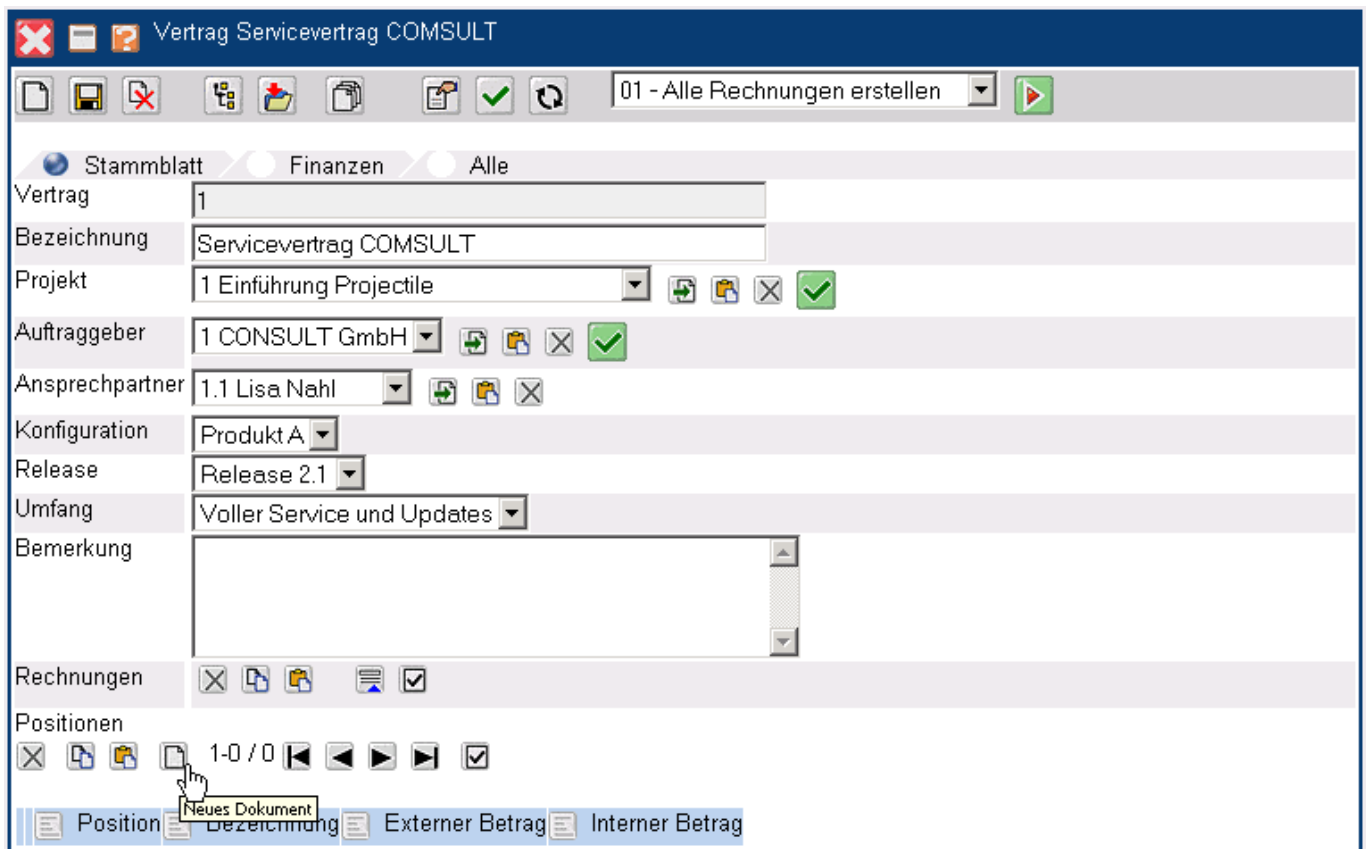 Vertrag Servicevertrag COMSULT
01 - Alle Rechnungen erstellen
Stammblatt Finanzen Alle
Vertrag 1
Bezeichnung Servicevertrag COMSULT
Projekt 1 Einführung Projectile
Auftraggeber 1 CONSULT GmbH
Ansprechpartner 1.1 Lisa Nahl
Konfiguration Produkt A
Release Release 2.1
Umfang Voller Service und Updates
Bemerkung
Rechnungen
Positionen
1-0 / 0
Neues Dokument
Position Bezeichnung Externer Betrag Interner Betrag